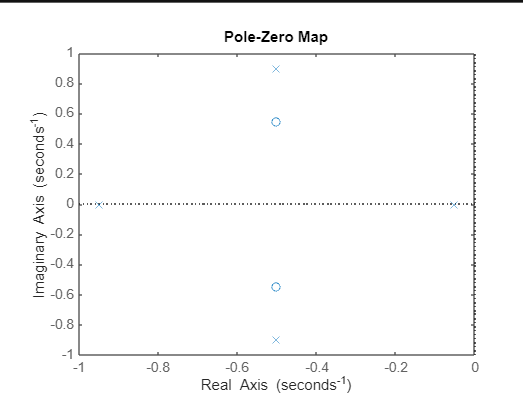 Pole-Zero Map
Imaginary Axis (seconds⁻¹)
1
0.8
0.6
0.4
0.2
0
-0.2
-0.4
-0.6
-0.8
-1
-1 -0.8 -0.6 -0.4 -0.2 0
Real Axis (seconds⁻¹)